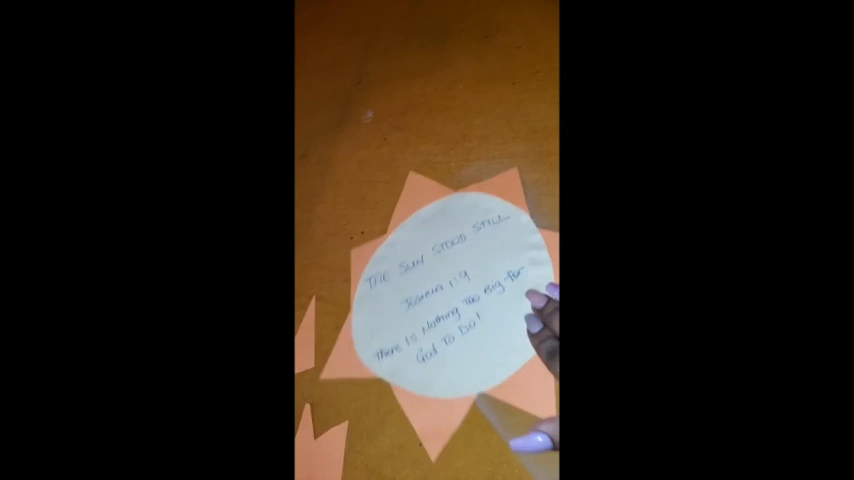 THE SUN STOOD STILL
JOSHUA 1:9
There Is Nothing Too Big for
God To Do!